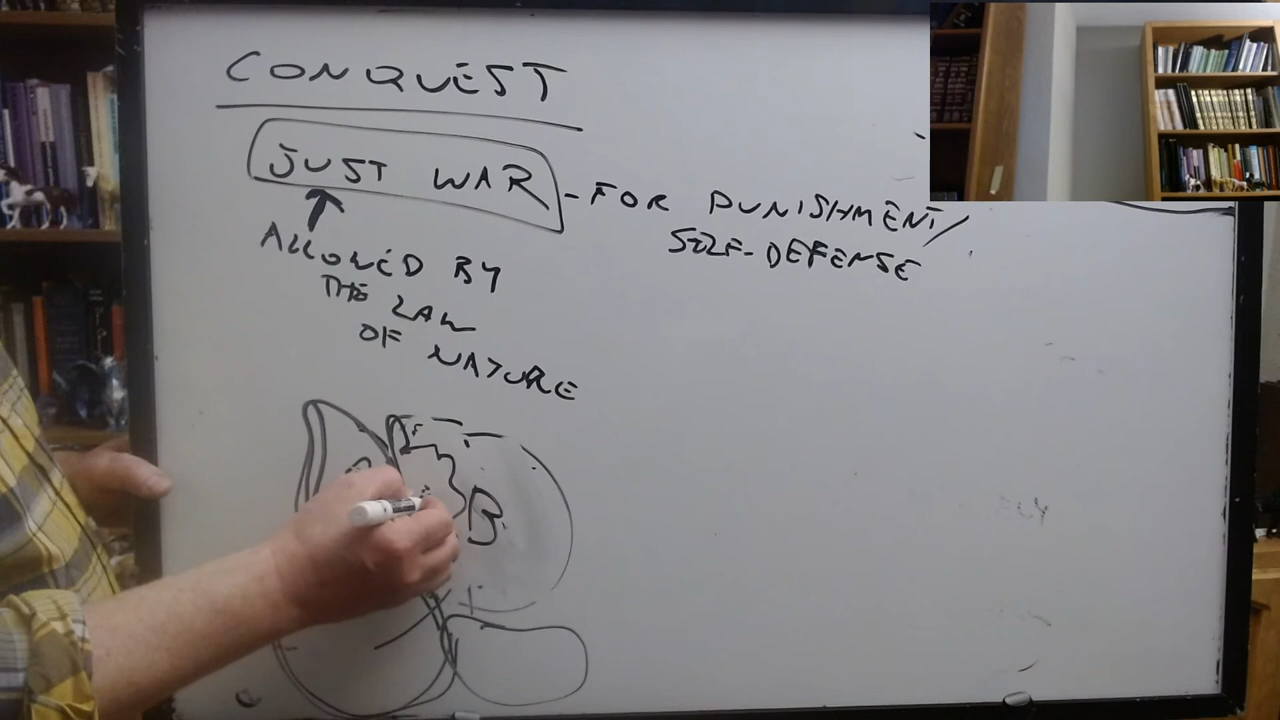 CONQUEST
JUST WAR - FOR PUNISHMENT/
SELF-DEFENSE
ALLOWED BY
THE LAW
OF NATURE
B